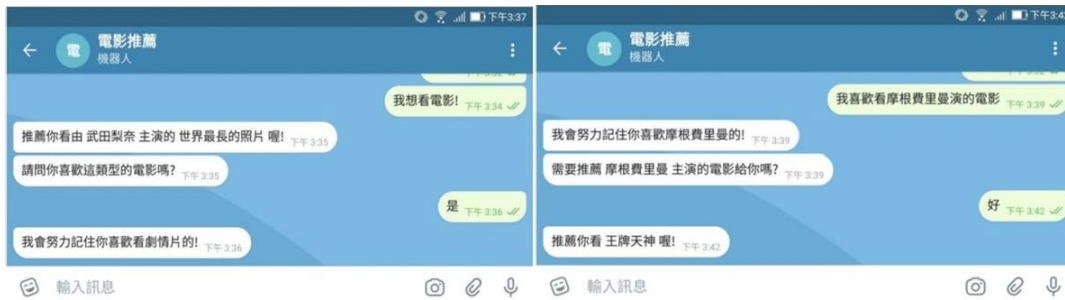 下午3:37
電
電影推薦
機器人
我想看電影! 下午 3:34
推薦你看由 武田梨奈 主演的 世界最長的照片 喔! 下午 3:35
請問你喜歡這類型的電影嗎? 下午 3:35
是 下午 3:36
我會努力記住你喜歡看劇情片的! 下午 3:36
輸入訊息
電
電影推薦
機器人
我喜歡看摩根費里曼演的電影 下午 3:39
我會努力記住你喜歡摩根費里曼的! 下午 3:39
需要推薦 摩根費里曼 主演的電影給你嗎? 下午 3:39
好 下午 3:42
推薦你看 王牌天神 喔! 下午 3:42
輸入訊息